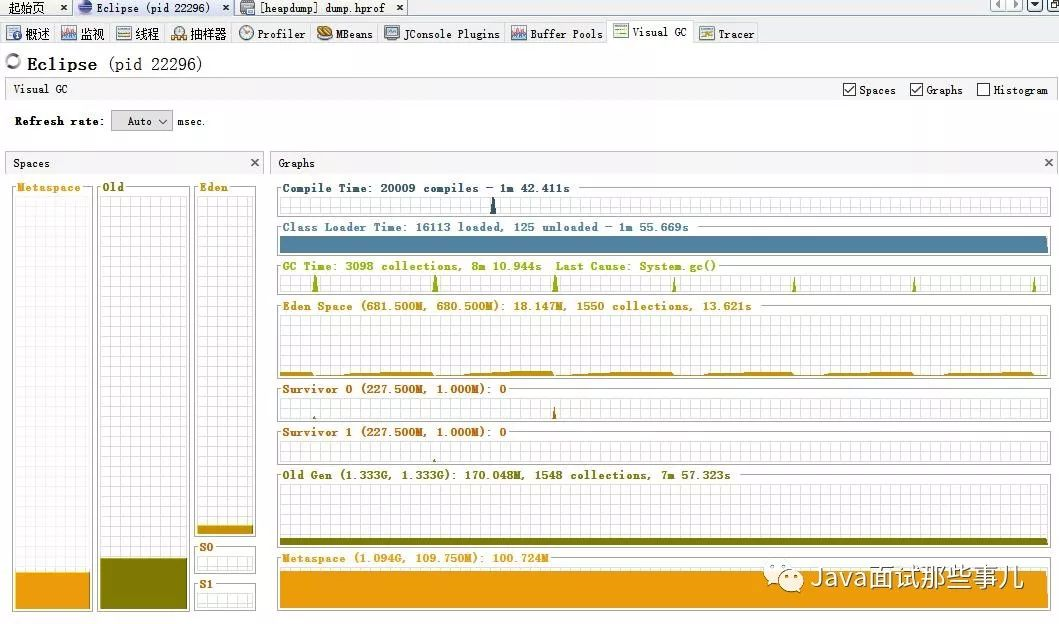 起始页 × Eclipse (pid 22296) × [heapdump] dump.hprof ×
概述 监视 线程 抽样器 Profiler MBeans JConsole Plugins Buffer Pools Visual GC Tracer
Eclipse (pid 22296)
Visual GC
Spaces Graphs Histogram
Refresh rate: Auto msec.
Spaces ×
Metaspace Old Eden
S0
S1
Graphs ×
Compile Time: 20009 compiles - 1m 42.411s
Class Loader Time: 16113 loaded, 125 unloaded - 1m 55.669s
GC Time: 3098 collections, 8m 10.944s Last Cause: System.gc()
Eden Space (681.500M, 680.500M): 18.147M, 1550 collections, 13.621s
Survivor 0 (227.500M, 1.000M): 0
Survivor 1 (227.500M, 1.000M): 0
Old Gen (1.333G, 1.333G): 170.048M, 1548 collections, 7m 57.323s
Metaspace (1.094G, 109.750M): 100.724M
Java面试那些事儿